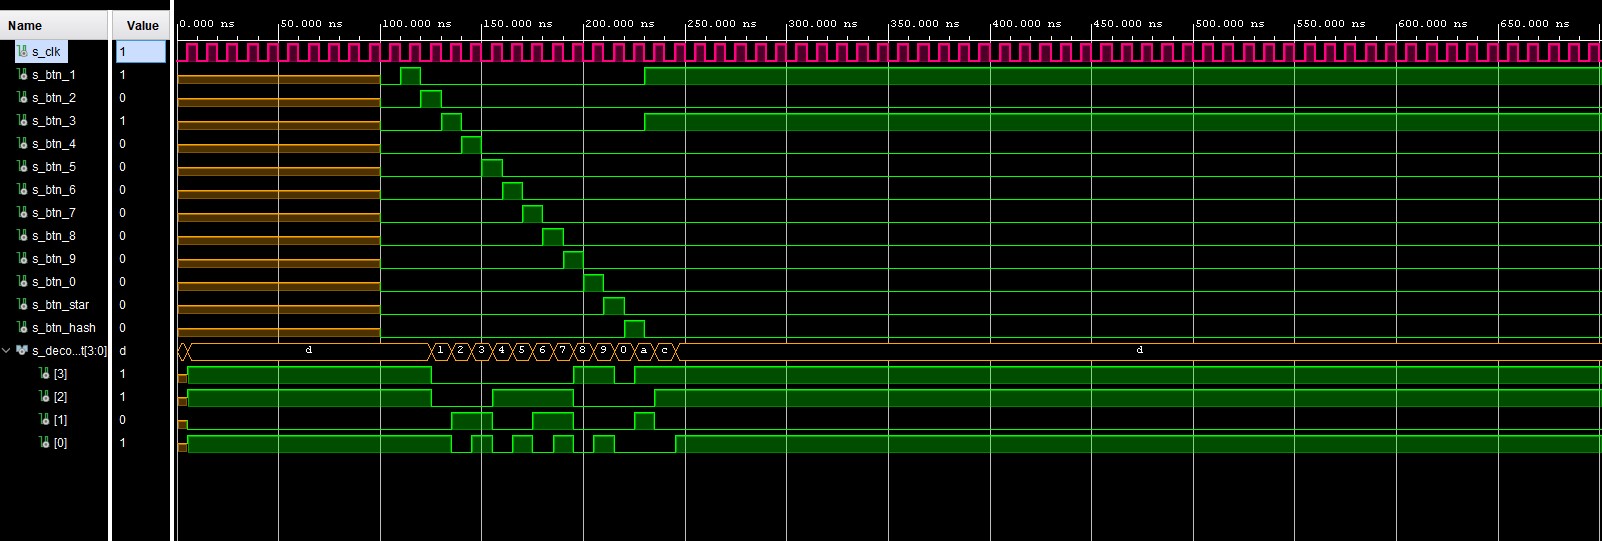 Name Value 0.000 ns 50.000 ns 100.000 ns 150.000 ns 200.000 ns 250.000 ns 300.000 ns 350.000 ns 400.000 ns 450.000 ns 500.000 ns 550.000 ns 600.000 ns 650.000 ns
s_clk 1
s_btn_1 1
s_btn_2 0
s_btn_3 1
s_btn_4 0
s_btn_5 0
s_btn_6 0
s_btn_7 0
s_btn_8 0
s_btn_9 0
s_btn_0 0
s_btn_star 0
s_btn_hash 0
s_deco...t[3:0] d d 1 2 3 4 5 6 7 8 9 0 a c d
[3] 1
[2] 1
[1] 0
[0] 1